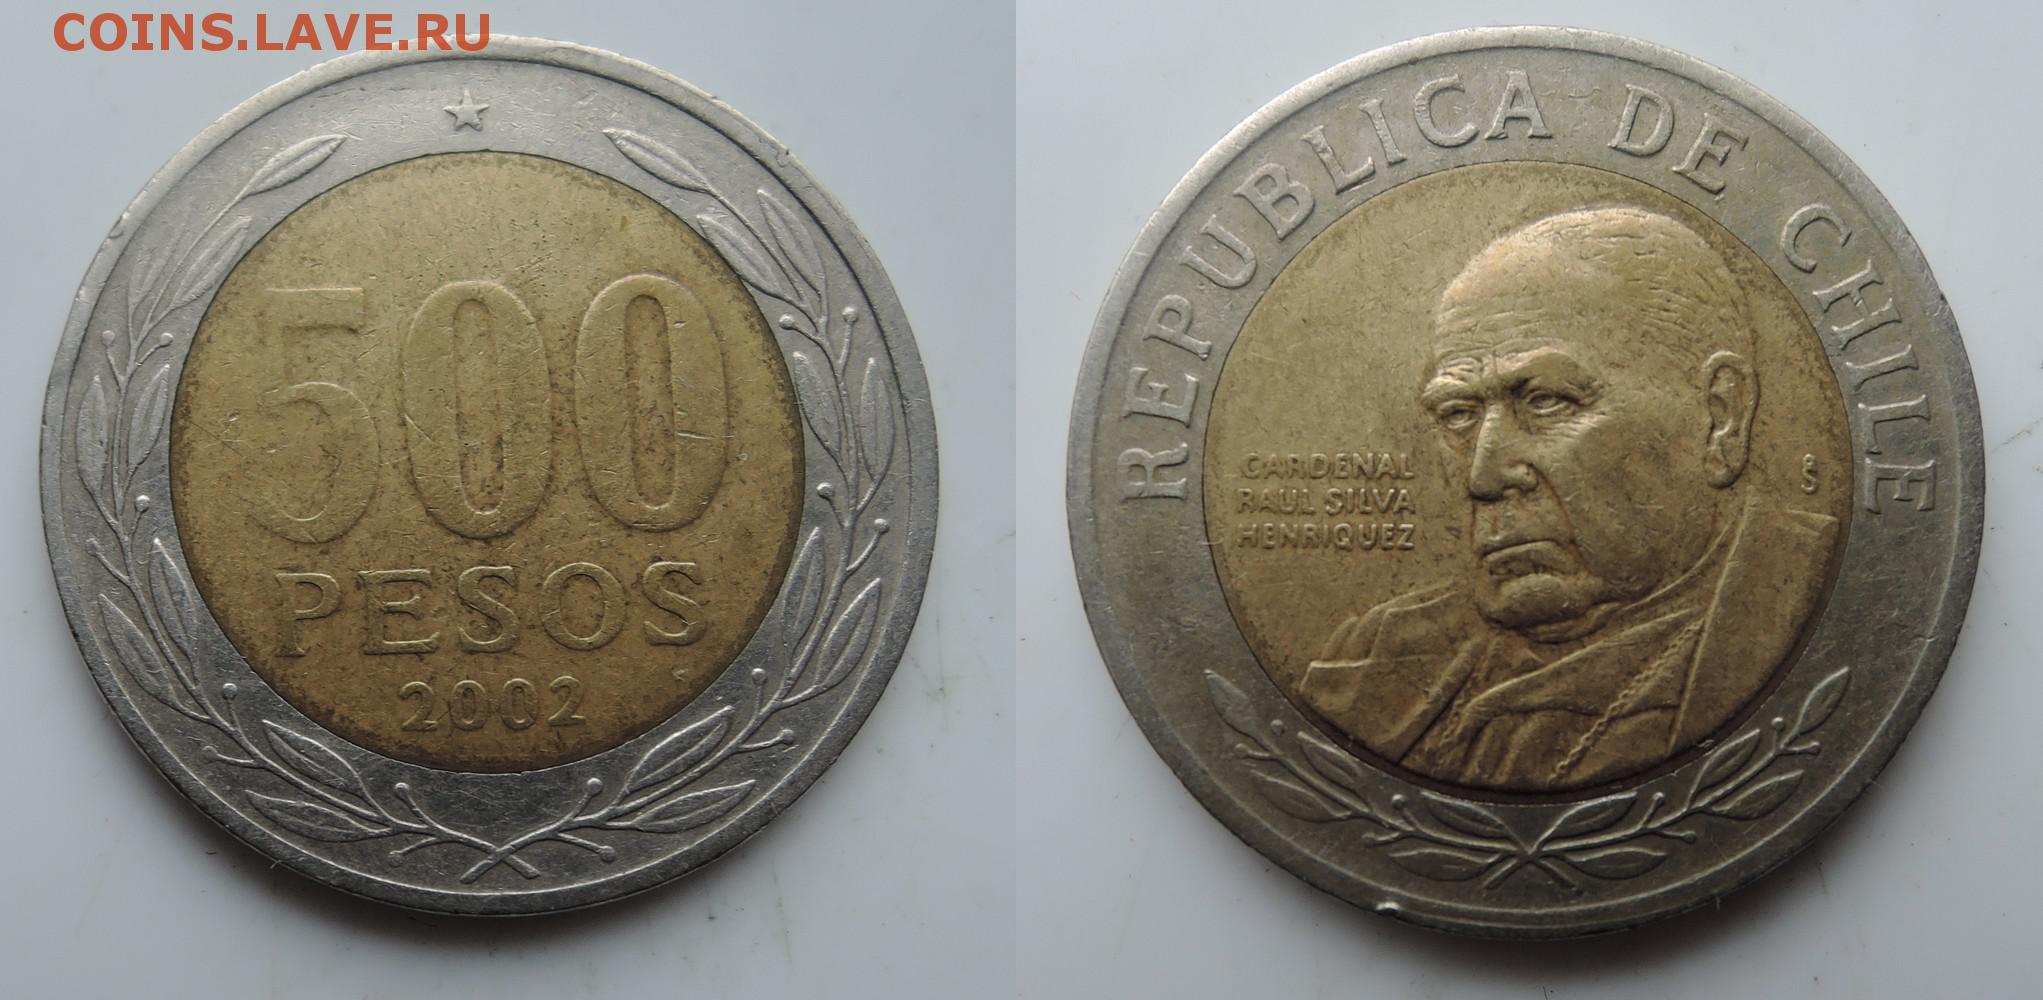 COINS.LAVE.RU
500
PESOS
2002
REPUBLICA DE CHILE
CARDENAL
RAUL SILVA
HENRIQUEZ